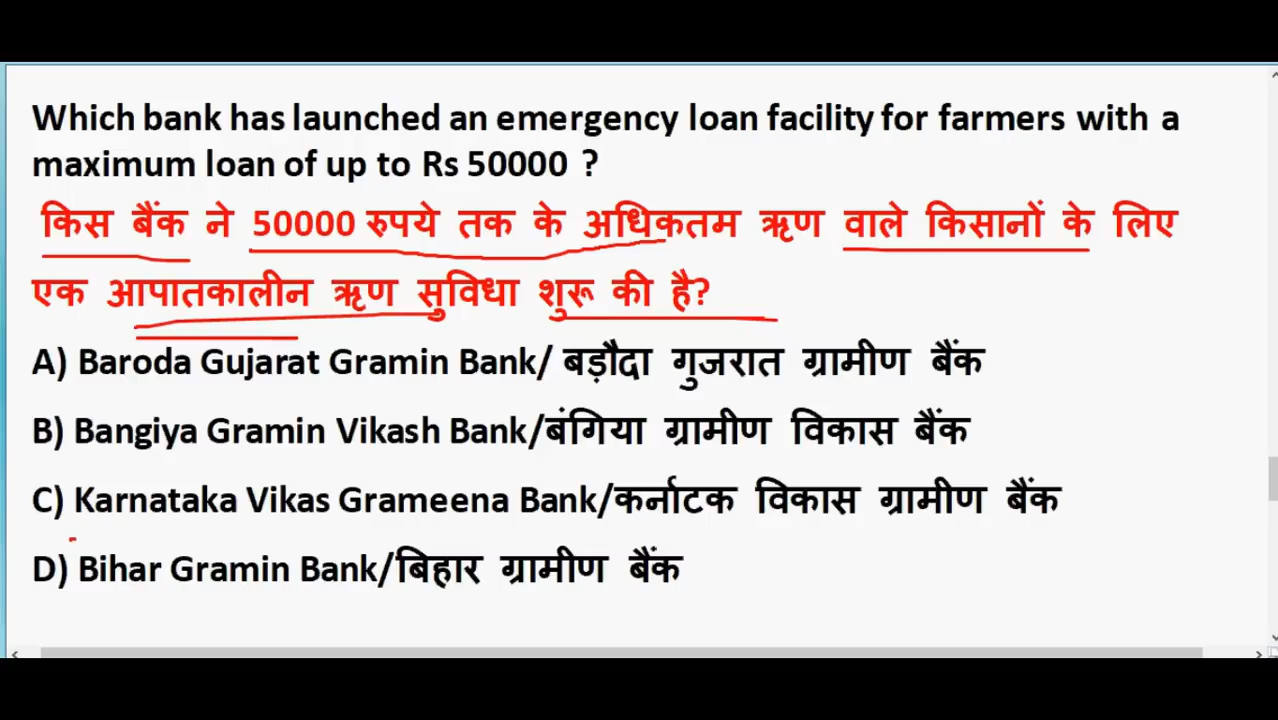 Which bank has launched an emergency loan facility for farmers with a
maximum loan of up to Rs 50000 ?
किस बैंक ने 50000 रुपये तक के अधिकतम ऋण वाले किसानों के लिए
एक आपातकालीन ऋण सुविधा शुरू की है?
A) Baroda Gujarat Gramin Bank/ बड़ौदा गुजरात ग्रामीण बैंक
B) Bangiya Gramin Vikash Bank/बंगिया ग्रामीण विकास बैंक
C) Karnataka Vikas Grameena Bank/कर्नाटक विकास ग्रामीण बैंक
D) Bihar Gramin Bank/बिहार ग्रामीण बैंक